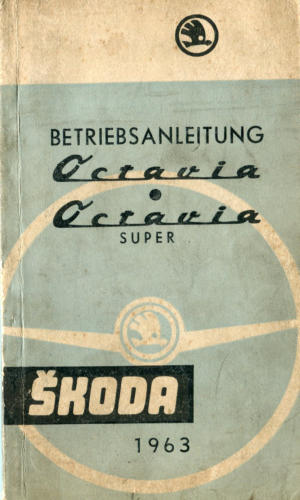 BETRIEBSANLEITUNG
Octavia
•
Octavia
SUPER
ŠKODA
1963